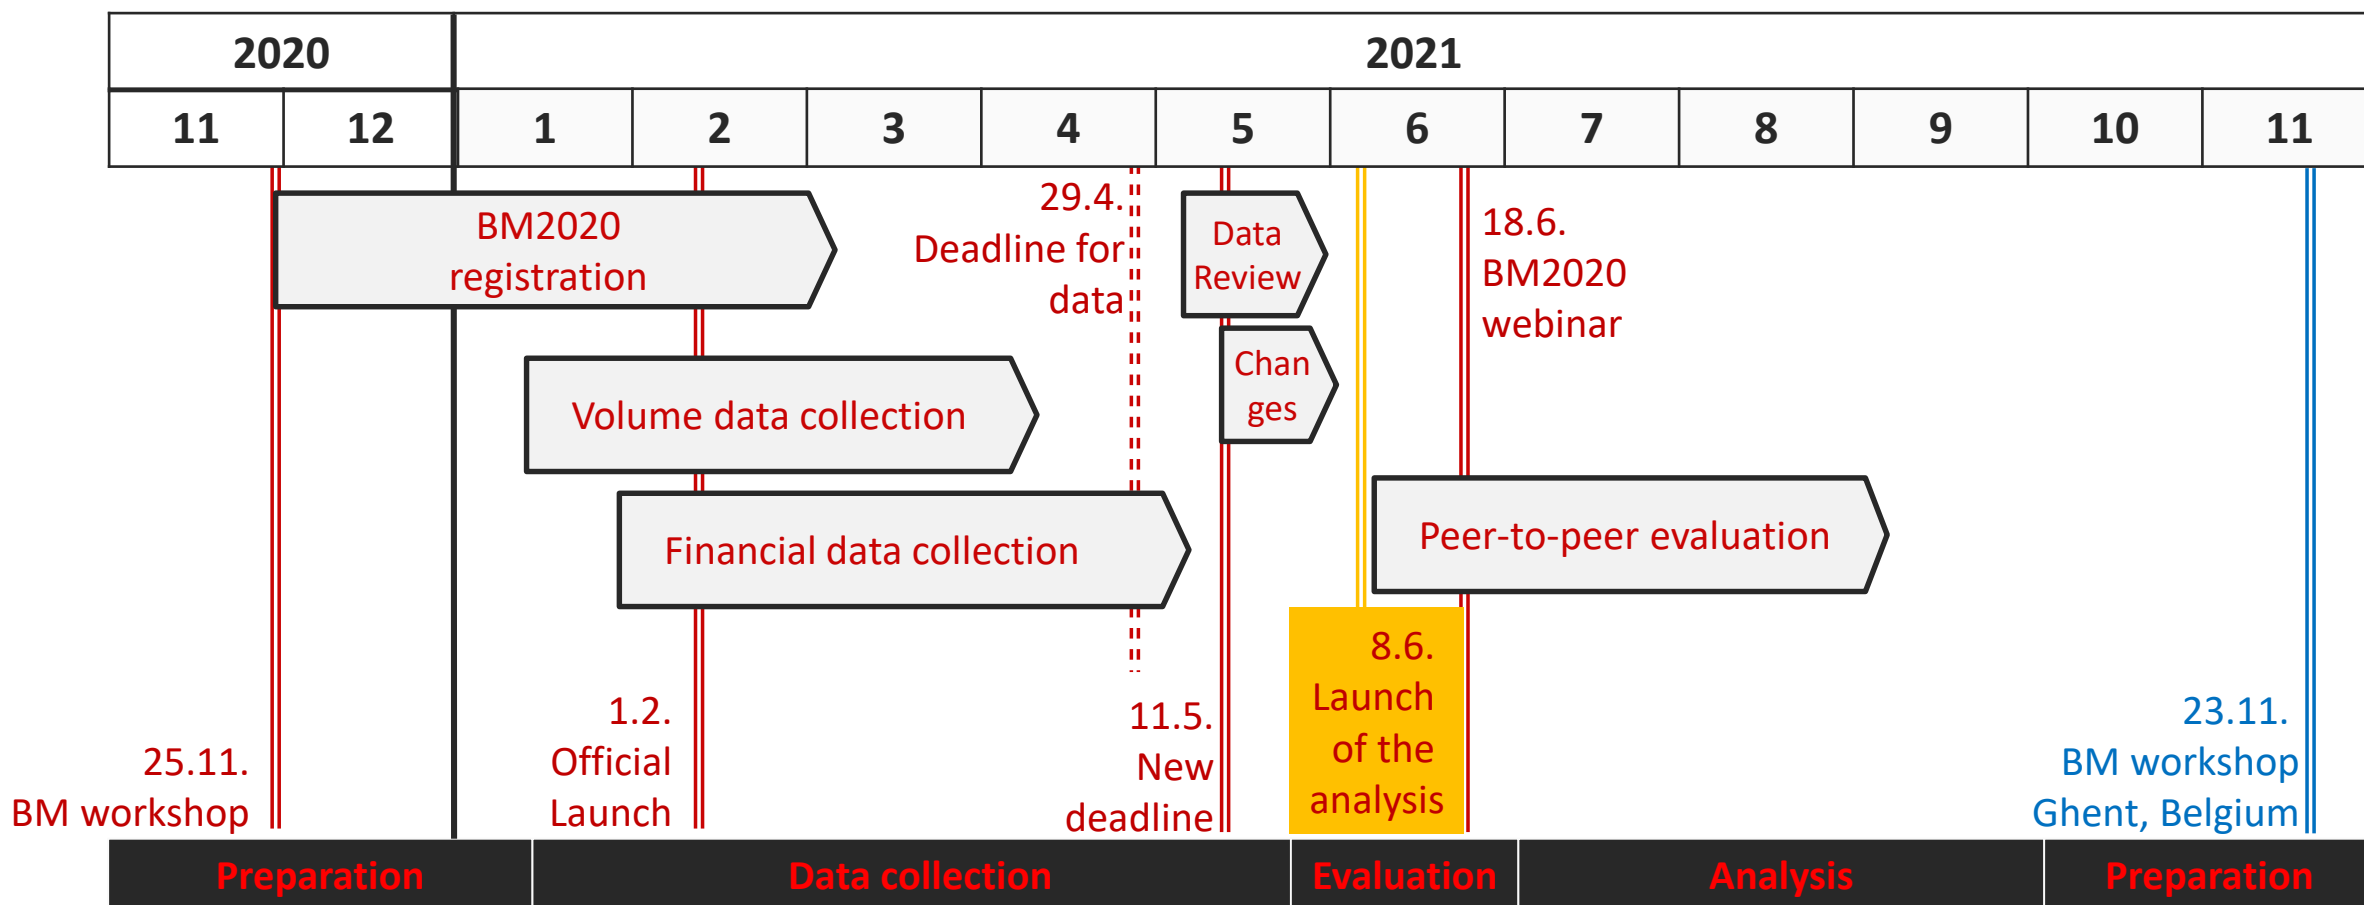 2020
2021
11
12
1
2
3
4
5
6
7
8
9
10
11
BM2020
registration
29.4.
Deadline for
data
Data
Review
18.6.
BM2020
webinar
Chan
ges
Volume data collection
Financial data collection
Peer-to-peer evaluation
25.11.
BM workshop
1.2.
Official
Launch
11.5.
New
deadline
8.6.
Launch
of the
analysis
23.11.
BM workshop
Ghent, Belgium
Preparation
Data collection
Evaluation
Analysis
Preparation